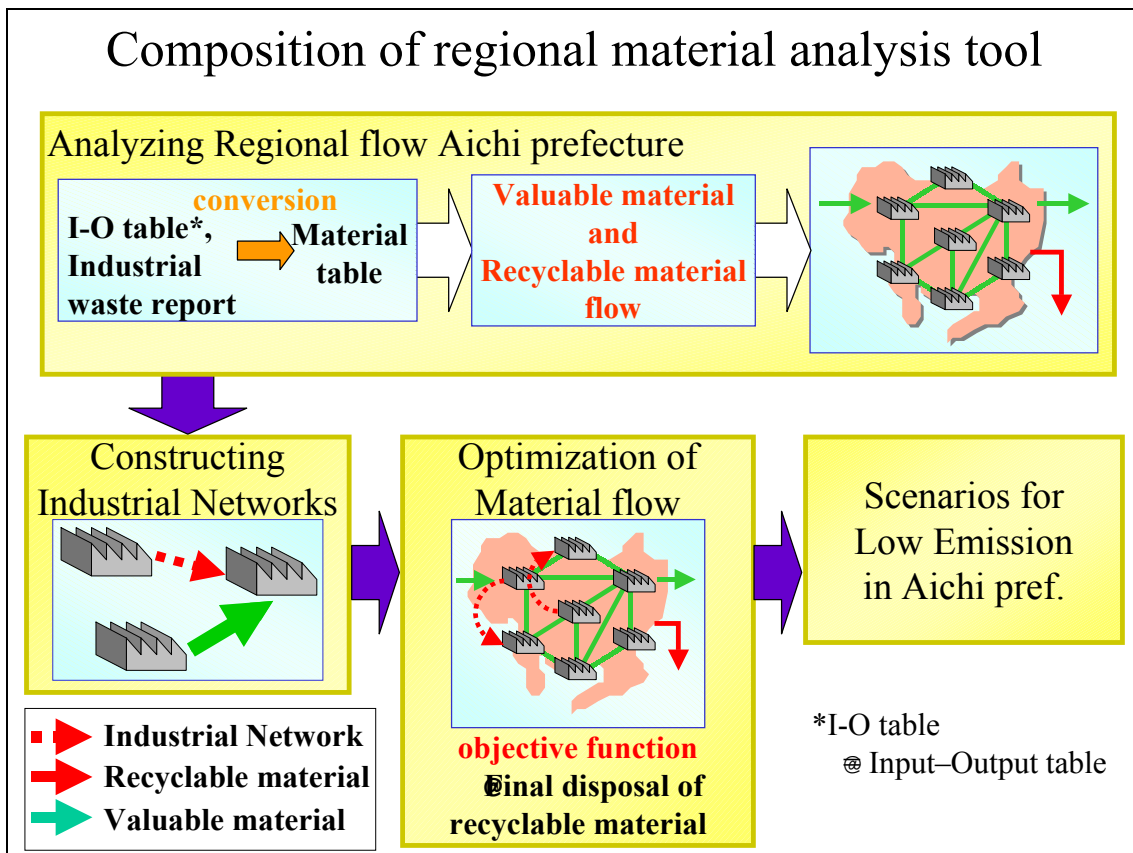 Composition of regional material analysis tool
Analyzing Regional flow Aichi prefecture
conversion
I-O table*,
Industrial
waste report
Material
table
Valuable material
and
Recyclable material
flow
Constructing
Industrial Networks
Optimization of
Material flow
objective function
Final disposal of
recyclable material
Scenarios for
Low Emission
in Aichi pref.
Industrial Network
Recyclable material
Valuable material
*I-O table
Input–Output table